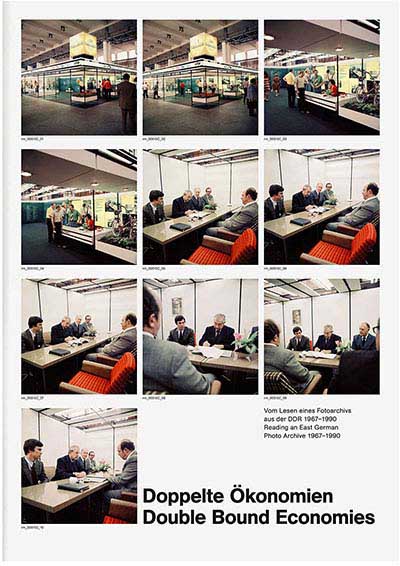 Vom Lesen eines Fotoarchivs
aus der DDR 1967–1990
Reading an East German
Photo Archive 1967–1990
Doppelte Ökonomien
Double Bound Economies